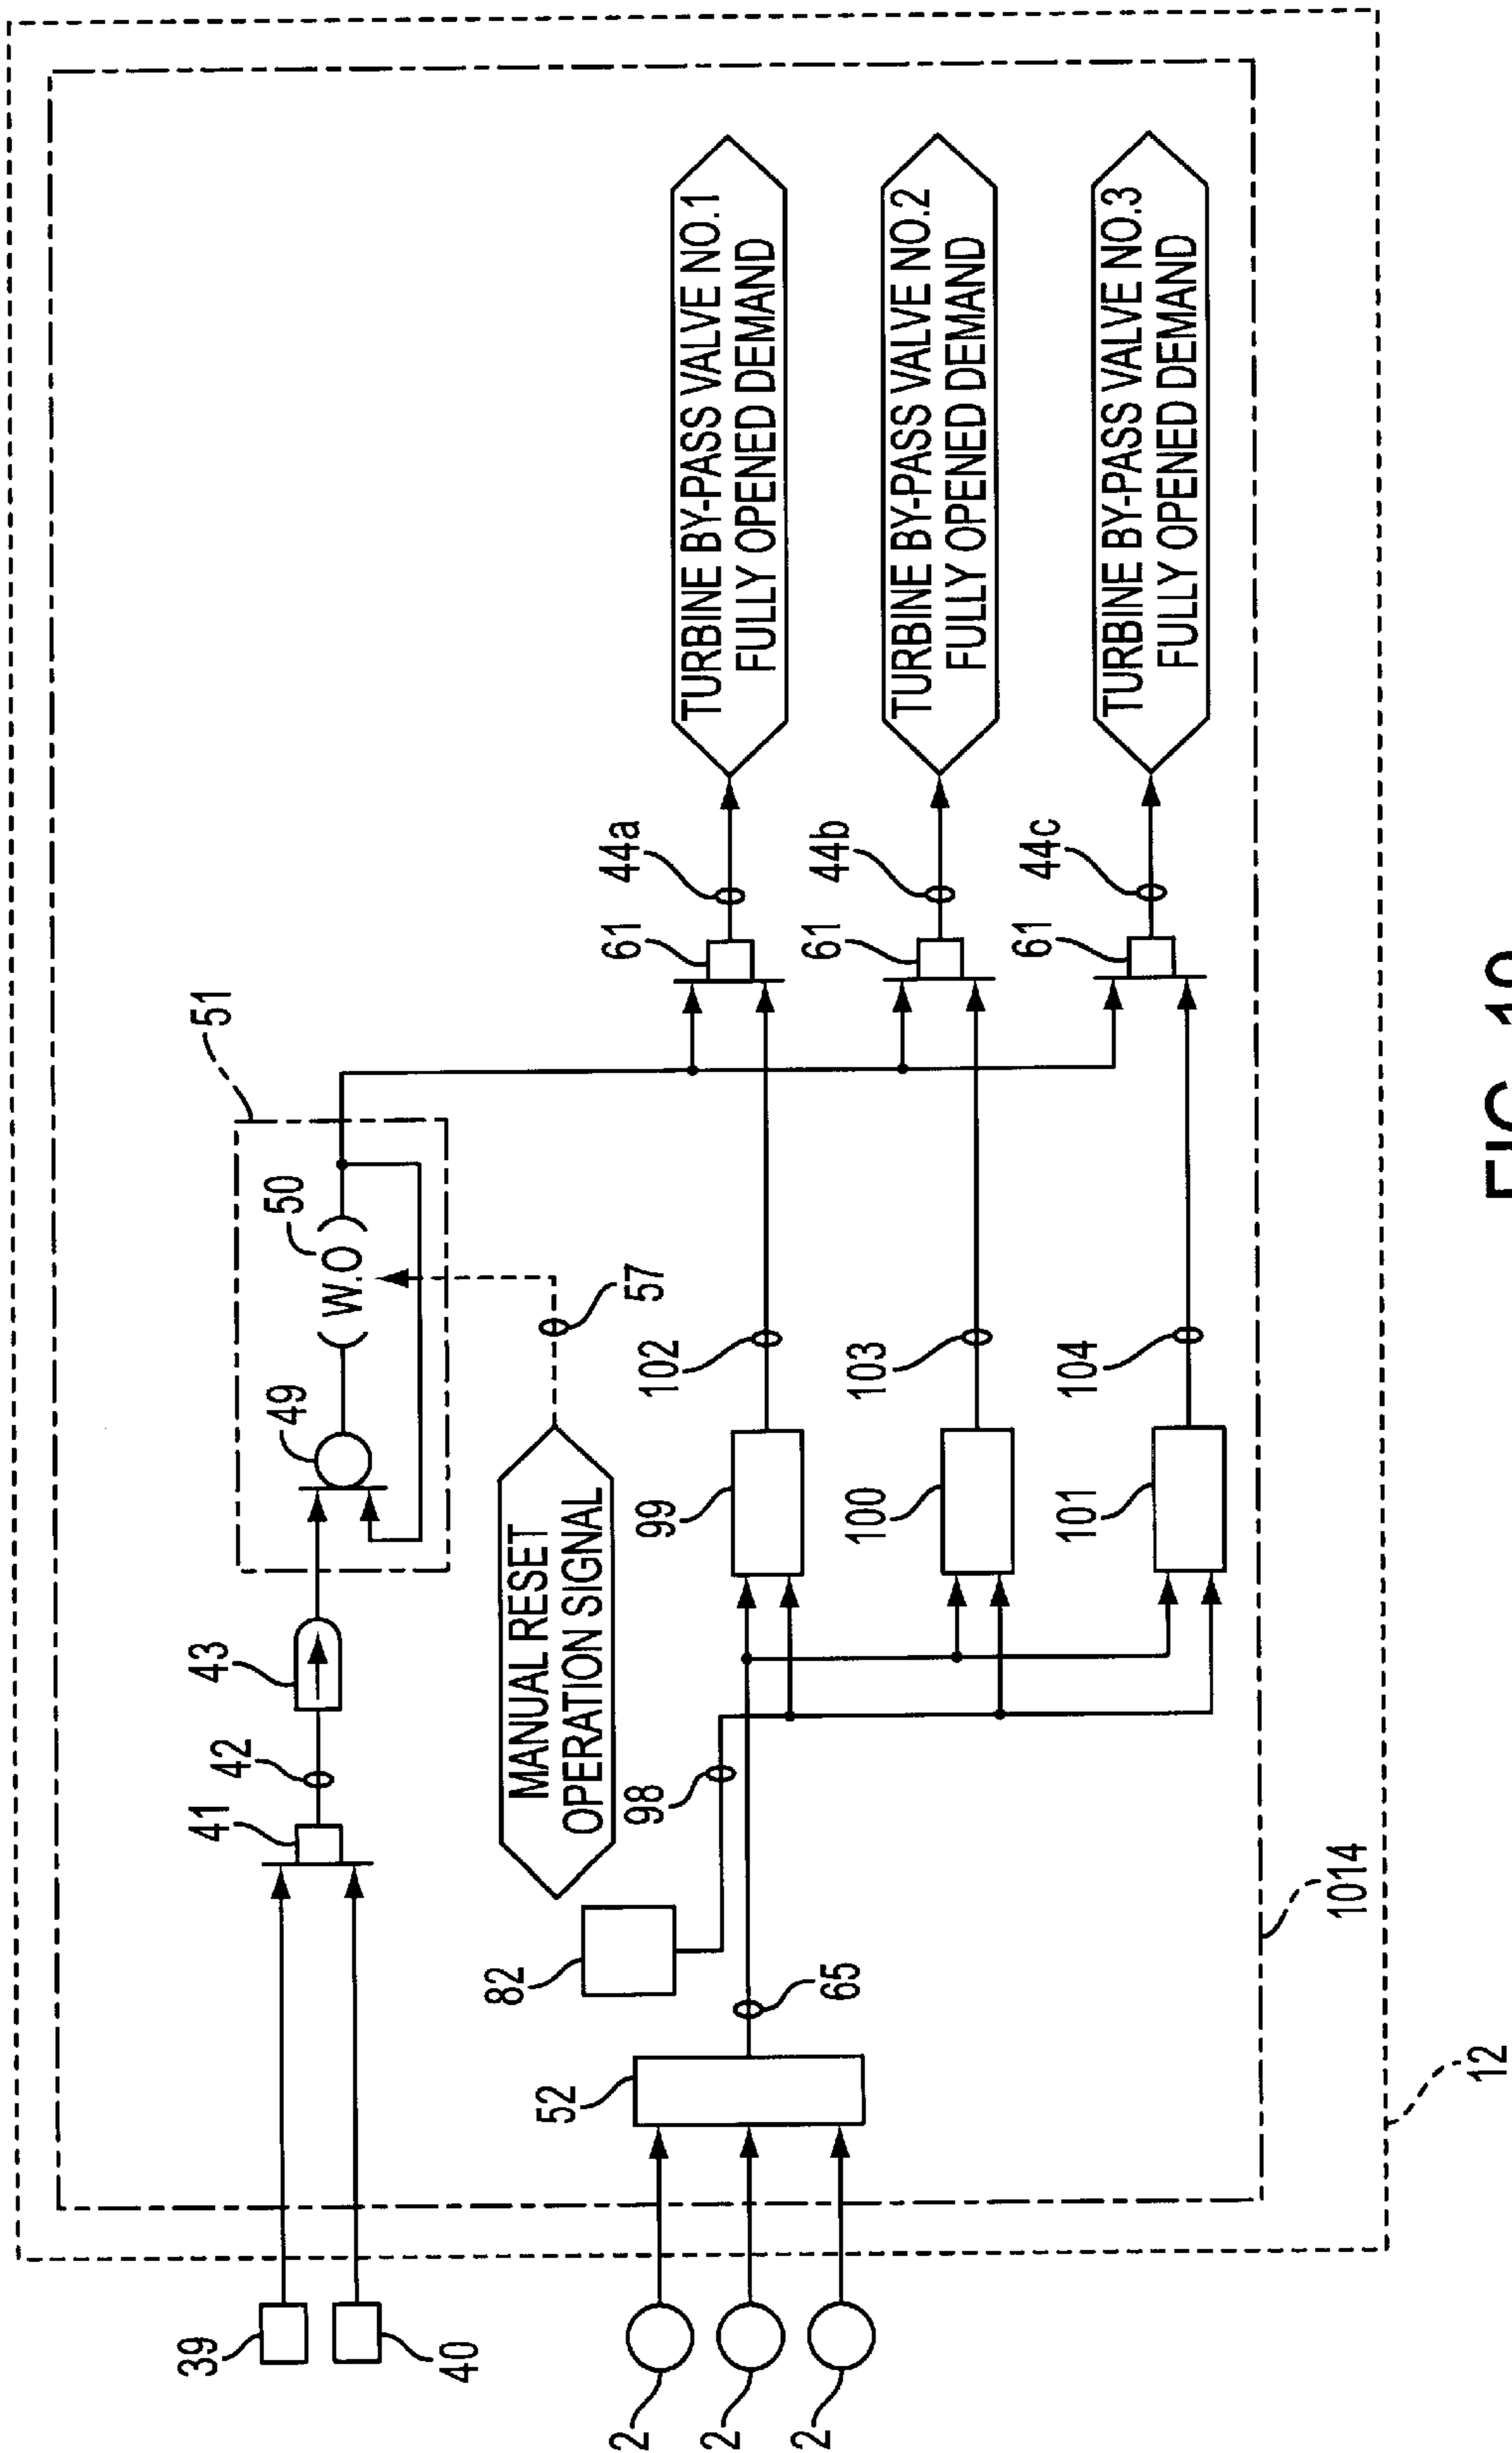 39
40
41
42
43
49
50
51
( W.O )
MANUAL RESET
OPERATION SIGNAL
57
2
2
2
52
65
82
98
99
100
101
102
103
104
61
61
61
44a
44b
44c
TURBINE BY-PASS VALVE NO.1
FULLY OPENED DEMAND
TURBINE BY-PASS VALVE NO.2
FULLY OPENED DEMAND
TURBINE BY-PASS VALVE NO.3
FULLY OPENED DEMAND
1014
12